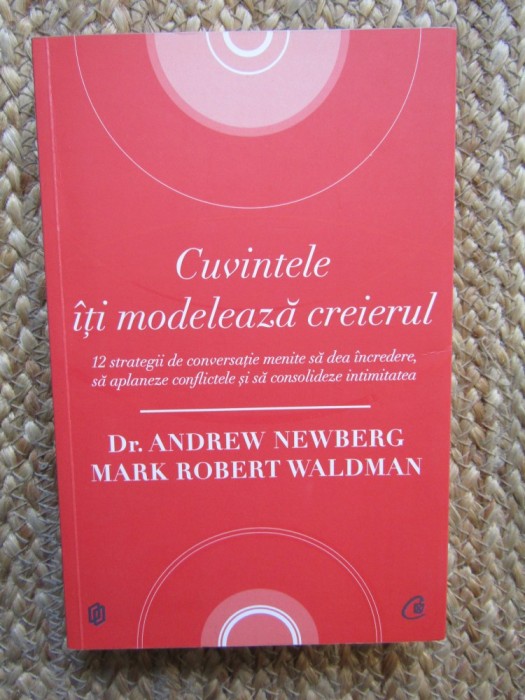 Cuvintele
îți modelează creierul
12 strategii de conversație menite să dea încredere,
să aplaneze conflictele și să consolideze intimitatea
Dr. ANDREW NEWBERG
MARK ROBERT WALDMAN